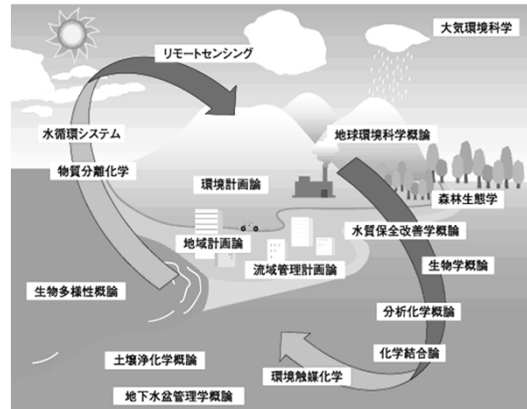 大気環境科学
リモートセンシング
水循環システム
地球環境科学概論
物質分離化学
環境計画論
森林生態学
水質保全改善学概論
地域計画論
生物学概論
流域管理計画論
生物多様性概論
分析化学概論
化学結合論
土壌浄化学概論
環境触媒化学
地下水盆管理学概論